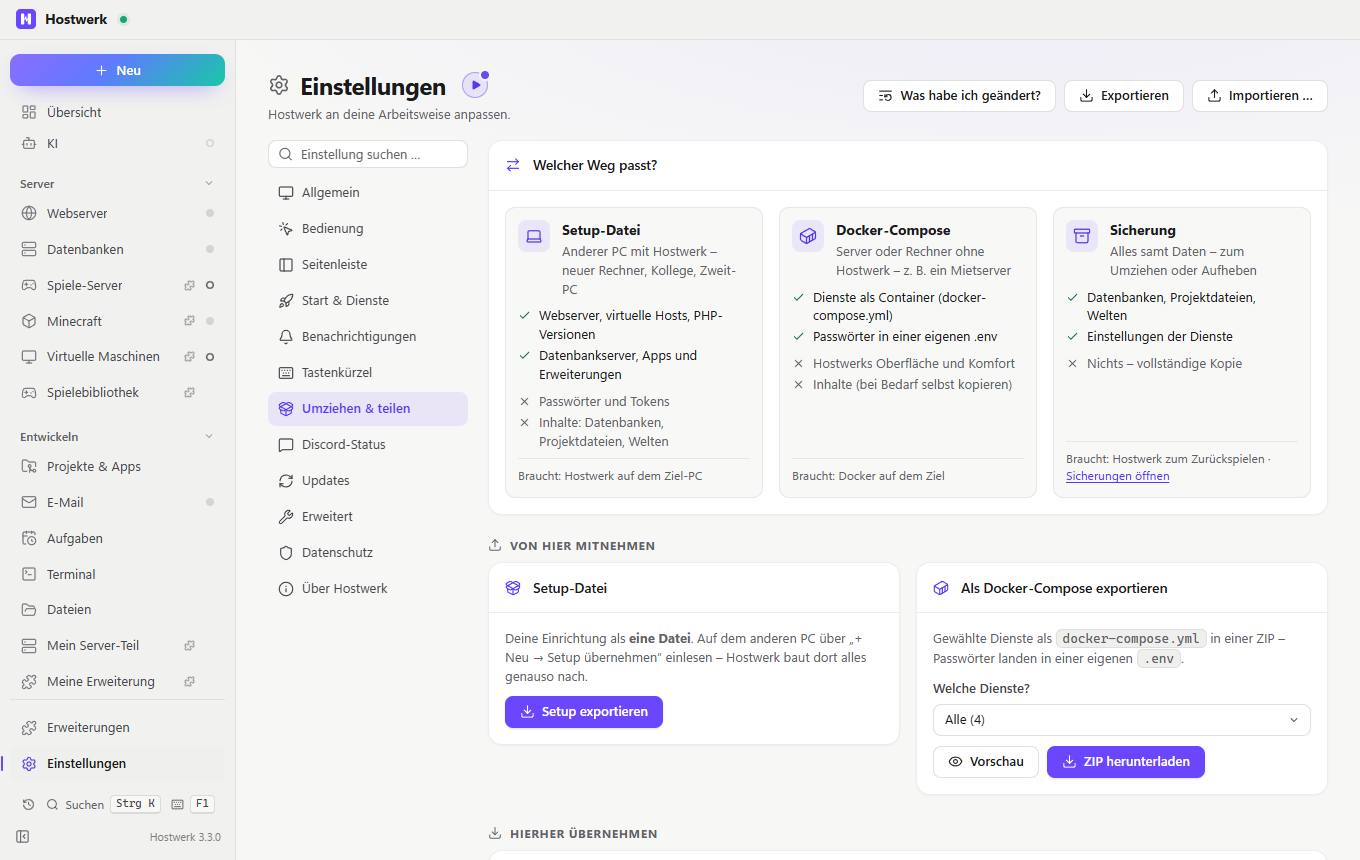 Hostwerk
Neu
Übersicht
KI
Server
Webserver
Datenbanken
Spiele-Server
Minecraft
Virtuelle Maschinen
Spielebibliothek
Entwickeln
Projekte & Apps
E-Mail
Aufgaben
Terminal
Dateien
Mein Server-Teil
Meine Erweiterung
Erweiterungen
Einstellungen
Suchen Strg K F1
Hostwerk 3.3.0
Einstellungen
Hostwerk an deine Arbeitsweise anpassen.
Was habe ich geändert?
Exportieren
Importieren ...
Einstellung suchen ...
Allgemein
Bedienung
Seitenleiste
Start & Dienste
Benachrichtigungen
Tastenkürzel
Umziehen & teilen
Discord-Status
Updates
Erweitert
Datenschutz
Über Hostwerk
Welcher Weg passt?
Setup-Datei
Anderer PC mit Hostwerk –
neuer Rechner, Kollege, Zweit-
PC
Webserver, virtuelle Hosts, PHP-
Versionen
Datenbankserver, Apps und
Erweiterungen
Passwörter und Tokens
Inhalte: Datenbanken,
Projektdateien, Welten
Braucht: Hostwerk auf dem Ziel-PC
Docker-Compose
Server oder Rechner ohne
Hostwerk – z. B. ein Mietserver
Dienste als Container (docker-
compose.yml)
Passwörter in einer eigenen .env
Hostwerks Oberfläche und Komfort
Inhalte (bei Bedarf selbst kopieren)
Braucht: Docker auf dem Ziel
Sicherung
Alles samt Daten – zum
Umziehen oder Aufheben
Datenbanken, Projektdateien,
Welten
Einstellungen der Dienste
Nichts – vollständige Kopie
Braucht: Hostwerk zum Zurückspielen ·
Sicherungen öffnen
VON HIER MITNEHMEN
Setup-Datei
Deine Einrichtung als eine Datei. Auf dem anderen PC über „+
Neu → Setup übernehmen“ einlesen – Hostwerk baut dort alles
genauso nach.
Setup exportieren
Als Docker-Compose exportieren
Gewählte Dienste als docker-compose.yml in einer ZIP –
Passwörter landen in einer eigenen .env.
Welche Dienste?
Alle (4)
Vorschau
ZIP herunterladen
HIERHER ÜBERNEHMEN